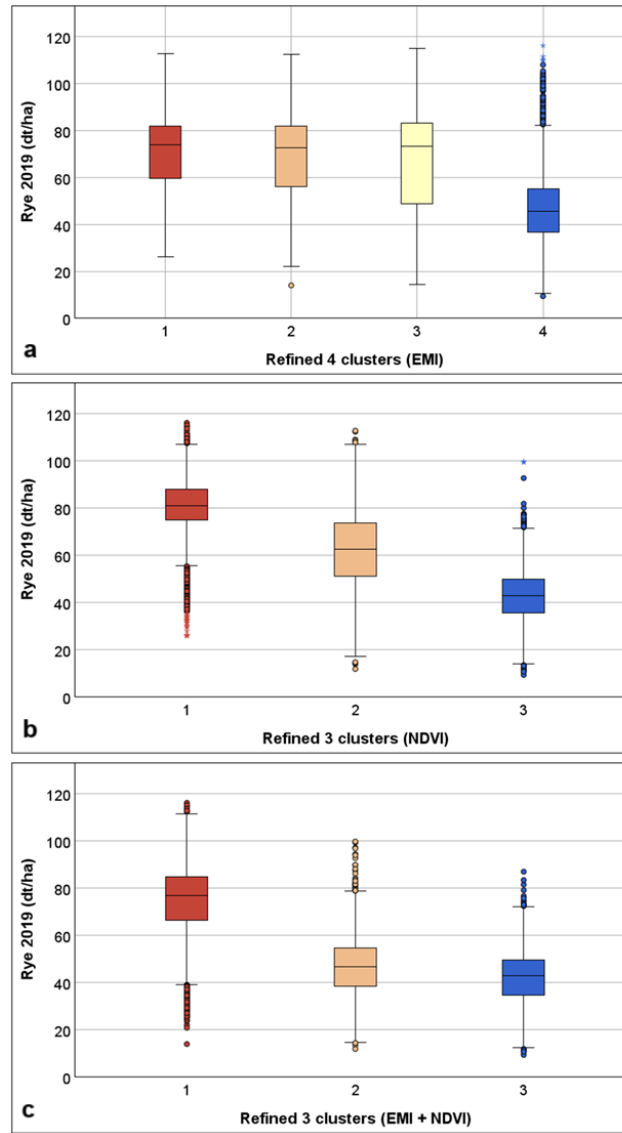 120
100
80
60
40
20
0
Rye 2019 (dt/ha)
1 2 3 4
Refined 4 clusters (EMI)
a
120
100
80
60
40
20
0
Rye 2019 (dt/ha)
1 2 3
Refined 3 clusters (NDVI)
b
120
100
80
60
40
20
0
Rye 2019 (dt/ha)
1 2 3
Refined 3 clusters (EMI + NDVI)
c